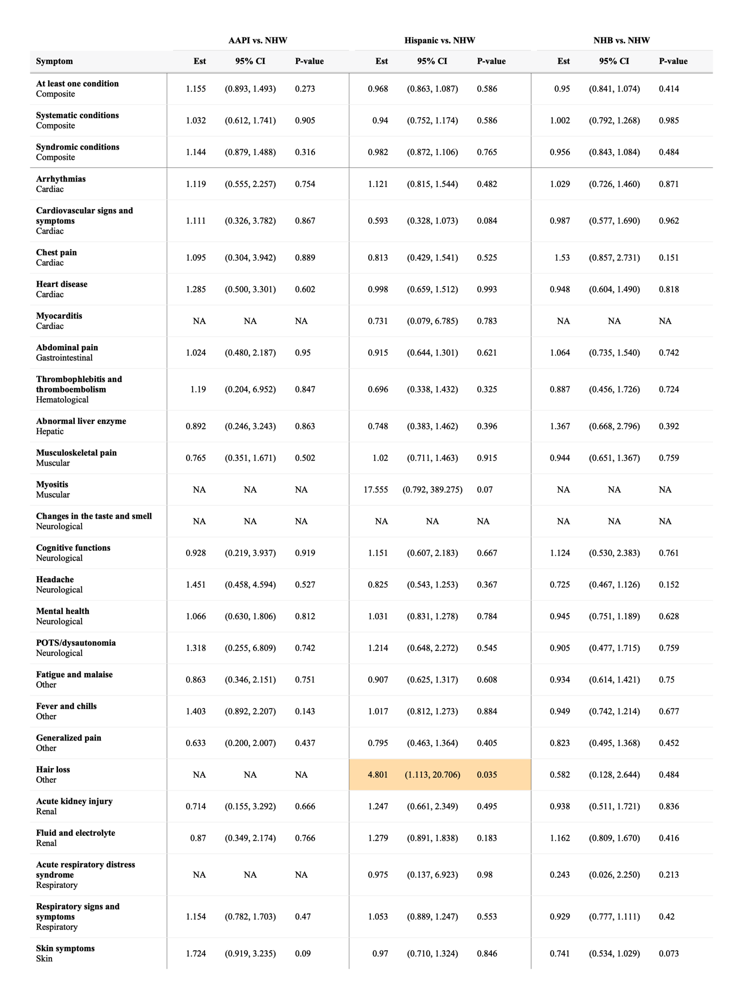 AAPI vs. NHW Hispanic vs. NHW NHB vs. NHW
Symptom Est 95% CI P-value Est 95% CI P-value Est 95% CI P-value
At least one condition
Composite
1.155 (0.893, 1.493) 0.273 0.968 (0.863, 1.087) 0.586 0.95 (0.841, 1.074) 0.414
Systematic conditions
Composite
1.032 (0.612, 1.741) 0.905 0.94 (0.752, 1.174) 0.586 1.002 (0.792, 1.268) 0.985
Syndromic conditions
Composite
1.144 (0.879, 1.488) 0.316 0.982 (0.872, 1.106) 0.765 0.956 (0.843, 1.084) 0.484
Arrhythmias
Cardiac
1.119 (0.555, 2.257) 0.754 1.121 (0.815, 1.544) 0.482 1.029 (0.726, 1.460) 0.871
Cardiovascular signs and
symptoms
Cardiac
1.111 (0.326, 3.782) 0.867 0.593 (0.328, 1.073) 0.084 0.987 (0.577, 1.690) 0.962
Chest pain
Cardiac
1.095 (0.304, 3.942) 0.889 0.813 (0.429, 1.541) 0.525 1.53 (0.857, 2.731) 0.151
Heart disease
Cardiac
1.285 (0.500, 3.301) 0.602 0.998 (0.659, 1.512) 0.993 0.948 (0.604, 1.490) 0.818
Myocarditis
Cardiac
NA NA NA 0.731 (0.079, 6.785) 0.783 NA NA NA
Abdominal pain
Gastrointestinal
1.024 (0.480, 2.187) 0.95 0.915 (0.644, 1.301) 0.621 1.064 (0.735, 1.540) 0.742
Thrombophlebitis and
thromboembolism
Hematological
1.19 (0.204, 6.952) 0.847 0.696 (0.338, 1.432) 0.325 0.887 (0.456, 1.726) 0.724
Abnormal liver enzyme
Hepatic
0.892 (0.246, 3.243) 0.863 0.748 (0.383, 1.462) 0.396 1.367 (0.668, 2.796) 0.392
Musculoskeletal pain
Muscular
0.765 (0.351, 1.671) 0.502 1.02 (0.711, 1.463) 0.915 0.944 (0.651, 1.367) 0.759
Myositis
Muscular
NA NA NA 17.555 (0.792, 389.275) 0.07 NA NA NA
Changes in the taste and smell
Neurological
NA NA NA NA NA NA NA NA NA
Cognitive functions
Neurological
0.928 (0.219, 3.937) 0.919 1.151 (0.607, 2.183) 0.667 1.124 (0.530, 2.383) 0.761
Headache
Neurological
1.451 (0.458, 4.594) 0.527 0.825 (0.543, 1.253) 0.367 0.725 (0.467, 1.126) 0.152
Mental health
Neurological
1.066 (0.630, 1.806) 0.812 1.031 (0.831, 1.278) 0.784 0.945 (0.751, 1.189) 0.628
POTS/dysautonomia
Neurological
1.318 (0.255, 6.809) 0.742 1.214 (0.648, 2.272) 0.545 0.905 (0.477, 1.715) 0.759
Fatigue and malaise
Other
0.863 (0.346, 2.151) 0.751 0.907 (0.625, 1.317) 0.608 0.934 (0.614, 1.421) 0.75
Fever and chills
Other
1.403 (0.892, 2.207) 0.143 1.017 (0.812, 1.273) 0.884 0.949 (0.742, 1.214) 0.677
Generalized pain
Other
0.633 (0.200, 2.007) 0.437 0.795 (0.463, 1.364) 0.405 0.823 (0.495, 1.368) 0.452
Hair loss
Other
NA NA NA 4.801 (1.113, 20.706) 0.035 0.582 (0.128, 2.644) 0.484
Acute kidney injury
Renal
0.714 (0.155, 3.292) 0.666 1.247 (0.661, 2.349) 0.495 0.938 (0.511, 1.721) 0.836
Fluid and electrolyte
Renal
0.87 (0.349, 2.174) 0.766 1.279 (0.891, 1.838) 0.183 1.162 (0.809, 1.670) 0.416
Acute respiratory distress
syndrome
Respiratory
NA NA NA 0.975 (0.137, 6.923) 0.98 0.243 (0.026, 2.250) 0.213
Respiratory signs and
symptoms
Respiratory
1.154 (0.782, 1.703) 0.47 1.053 (0.889, 1.247) 0.553 0.929 (0.777, 1.111) 0.42
Skin symptoms
Skin
1.724 (0.919, 3.235) 0.09 0.97 (0.710, 1.324) 0.846 0.741 (0.534, 1.029) 0.073